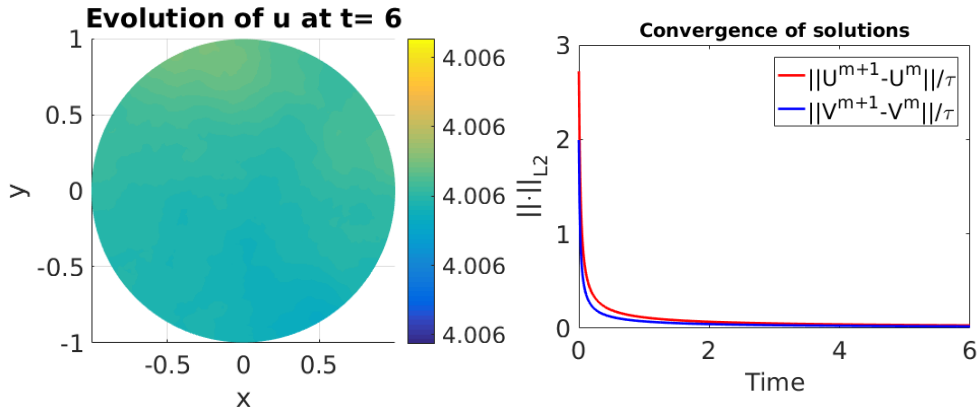 Evolution of u at t= 6
1
0.5
0
-0.5
-1
y
-0.5
0
0.5
x
4.006
4.006
4.006
4.006
4.006
Convergence of solutions
||U^{m+1}-U^m||/τ
||V^{m+1}-V^m||/τ
3
2
1
0
||·||_{L2}
0
2
4
6
Time